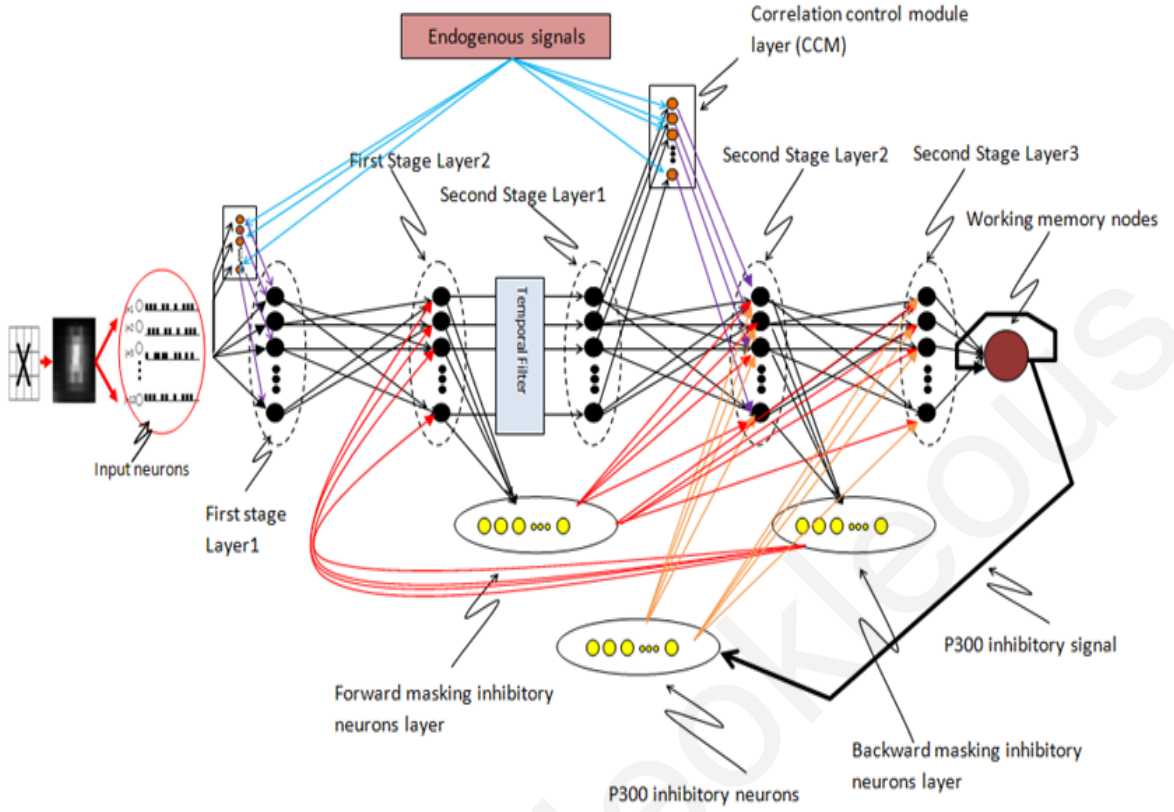 Endogenous signals
Correlation control module
layer (CCM)
First Stage Layer2
Second Stage Layer1
Second Stage Layer2
Second Stage Layer3
Working memory nodes
Temporal Filter
Input neurons
First stage
Layer1
Forward masking inhibitory
neurons layer
P300 inhibitory neurons
Backward masking inhibitory
neurons layer
P300 inhibitory signal
eokleous